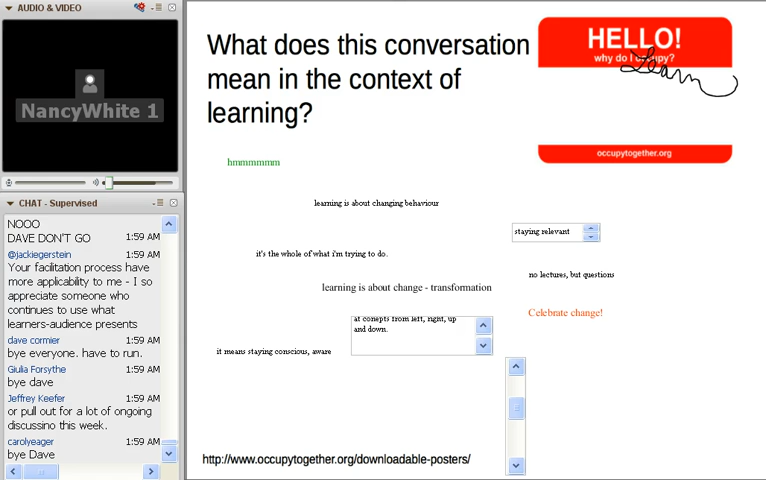 AUDIO & VIDEO
NancyWhite 1
CHAT - Supervised
NOOO
DAVE DON'T GO 1:59 AM
@jackiegerstein 1:59 AM
Your facilitation process have
more applicability to me - I so
appreciate someone who
continues to use what
learners-audience presents
dave cormier 1:59 AM
bye everyone. have to run.
Giulia Forsythe 1:59 AM
bye dave
Jeffrey Keefer 1:59 AM
or pull out for a lot of ongoing
discussino this week.
carolyeager 1:59 AM
bye Dave
What does this conversation
mean in the context of
learning?
HELLO!
why do I occupy?
Learn
occupytogether.org
hmmmmmm
learning is about changing behaviour
staying relevant
it's the whole of what i'm trying to do.
no lectures, but questions
learning is about change - transformation
Celebrate change!
at conepts from left, right, up
and down.
it means staying conscious, aware
http://www.occupytogether.org/downloadable-posters/